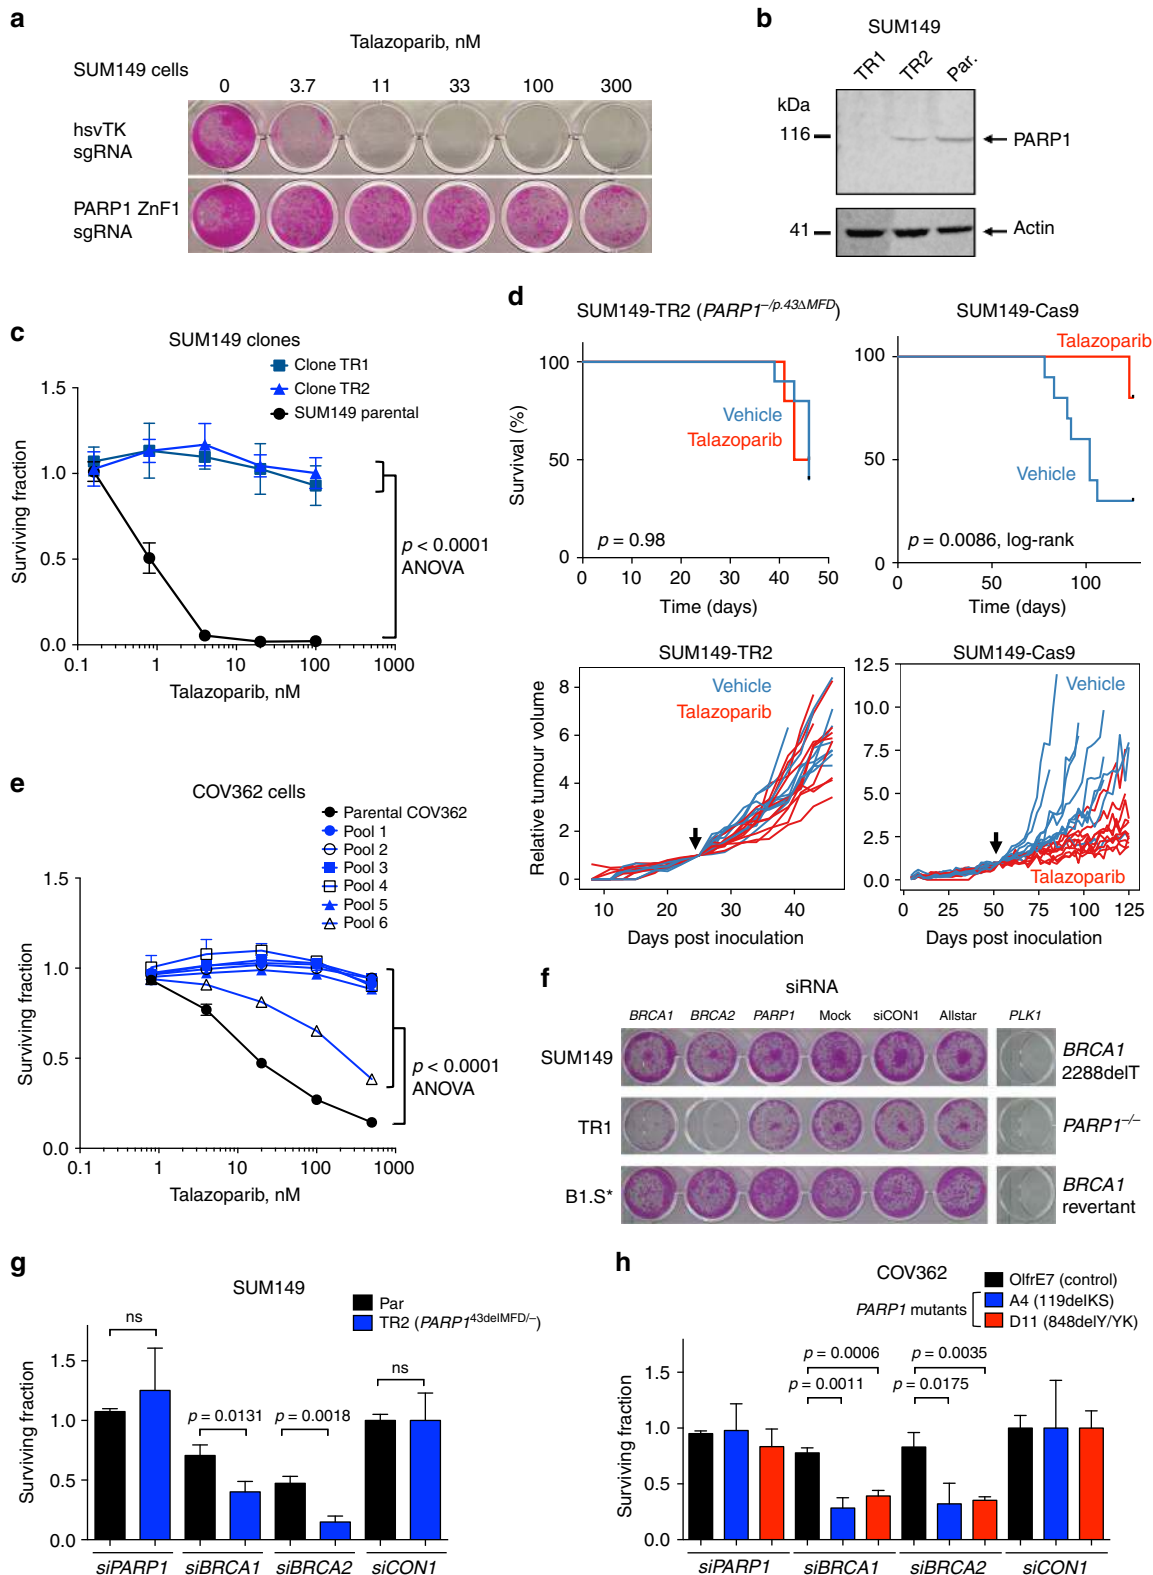 a
Talazoparib, nM
SUM149 cells
0 3.7 11 33 100 300
hsvTK
sgRNA
PARP1 ZnF1
sgRNA
b
SUM149
TR1 TR2 Par.
kDa
116
PARP1
41
Actin
c
SUM149 clones
Clone TR1
Clone TR2
SUM149 parental
Surviving fraction
1.5
1.0
0.5
0.0
0.1 1 10 100 1000
Talazoparib, nM
p < 0.0001
ANOVA
d
SUM149-TR2 (PARP1–/p.43ΔMFD)
Survival (%)
100
50
0
Vehicle
Talazoparib
p = 0.98
0 10 20 30 40 50
Time (days)
SUM149-Cas9
100
50
0
Talazoparib
Vehicle
p = 0.0086, log-rank
0 50 100
Time (days)
SUM149-TR2
Relative tumour volume
8
6
4
2
0
Vehicle
Talazoparib
10 20 30 40
Days post inoculation
SUM149-Cas9
12.5
10.0
7.5
5.0
2.5
0.0
Vehicle
Talazoparib
0 25 50 75 100 125
Days post inoculation
e
COV362 cells
Parental COV362
Pool 1
Pool 2
Pool 3
Pool 4
Pool 5
Pool 6
Surviving fraction
1.5
1.0
0.5
0.0
0.1 1 10 100 1000
Talazoparib, nM
p < 0.0001
ANOVA
f
siRNA
BRCA1 BRCA2 PARP1 Mock siCON1 Allstar PLK1
SUM149
BRCA1
2288delT
TR1
PARP1–/–
B1.S*
BRCA1
revertant
g
SUM149
Par
TR2 (PARP143delMFD/–)
Surviving fraction
1.5
1.0
0.5
0.0
ns
p = 0.0131
p = 0.0018
ns
siPARP1 siBRCA1 siBRCA2 siCON1
h
COV362
OlfrE7 (control)
PARP1 mutants
A4 (119delKS)
D11 (848delY/YK)
Surviving fraction
1.5
1.0
0.5
0.0
p = 0.0006
p = 0.0011
p = 0.0035
p = 0.0175
siPARP1 siBRCA1 siBRCA2 siCON1